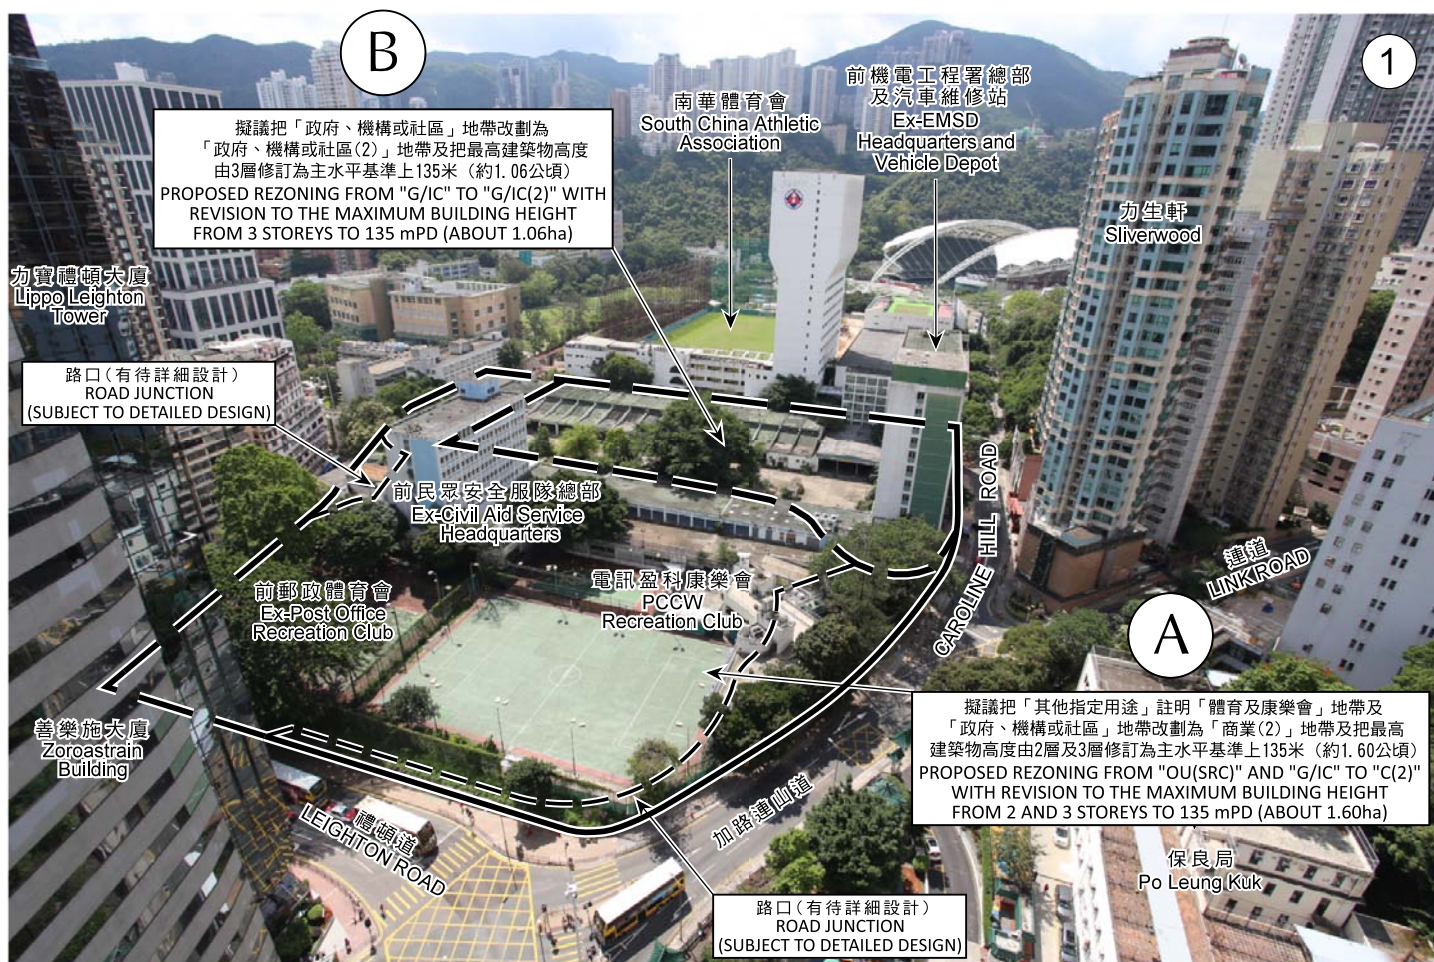 B
1
擬議把「政府、機構或社區」地帶改劃為
「政府、機構或社區(2)」地帶及把最高建築物高度
由3層修訂為主水平基準上135米（約1.06公頃）
PROPOSED REZONING FROM "G/IC" TO "G/IC(2)" WITH
REVISION TO THE MAXIMUM BUILDING HEIGHT
FROM 3 STOREYS TO 135 mPD (ABOUT 1.06ha)
南華體育會
South China Athletic
Association
前機電工程署總部
及汽車維修站
Ex-EMSD
Headquarters and
Vehicle Depot
力生軒
Sliverwood
力寶禮頓大廈
Lippo Leighton
Tower
路口(有待詳細設計)
ROAD JUNCTION
(SUBJECT TO DETAILED DESIGN)
前民眾安全服隊總部
Ex-Civil Aid Service
Headquarters
CAROLINE HILL ROAD
連道
LINK ROAD
前郵政體育會
Ex-Post Office
Recreation Club
電訊盈科康樂會
PCCW
Recreation Club
A
善樂施大廈
Zoroastrain
Building
擬議把「其他指定用途」註明「體育及康樂會」地帶及
「政府、機構或社區」地帶改劃為「商業(2)」地帶及把最高
建築物高度由2層及3層修訂為主水平基準上135米（約1.60公頃）
PROPOSED REZONING FROM "OU(SRC)" AND "G/IC" TO "C(2)"
WITH REVISION TO THE MAXIMUM BUILDING HEIGHT
FROM 2 AND 3 STOREYS TO 135 mPD (ABOUT 1.60ha)
禮頓道
LEIGHTON ROAD
加路連山道
保良局
Po Leung Kuk
路口(有待詳細設計)
ROAD JUNCTION
(SUBJECT TO DETAILED DESIGN)